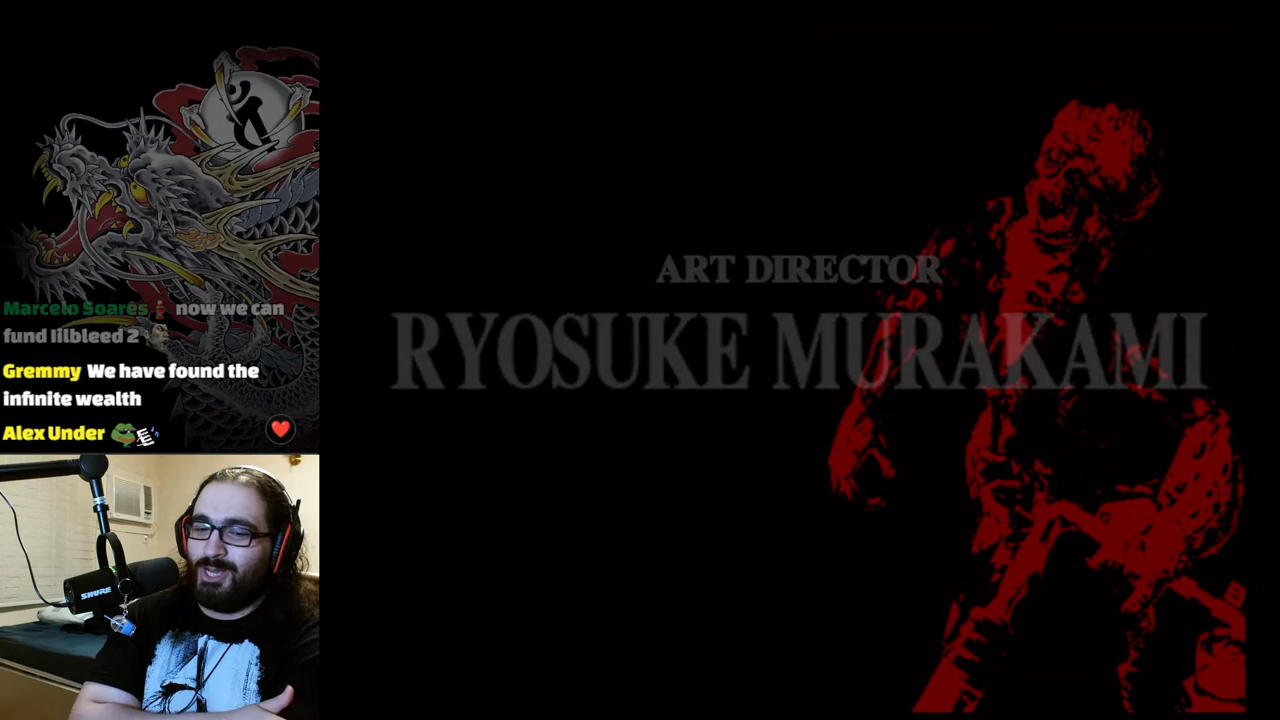 Marcelo Soares now we can
fund Iilbleed 2
Gremmy We have found the
infinite wealth
Alex Under
SHURE
ART DIRECTOR
RYOSUKE MURAKAMI